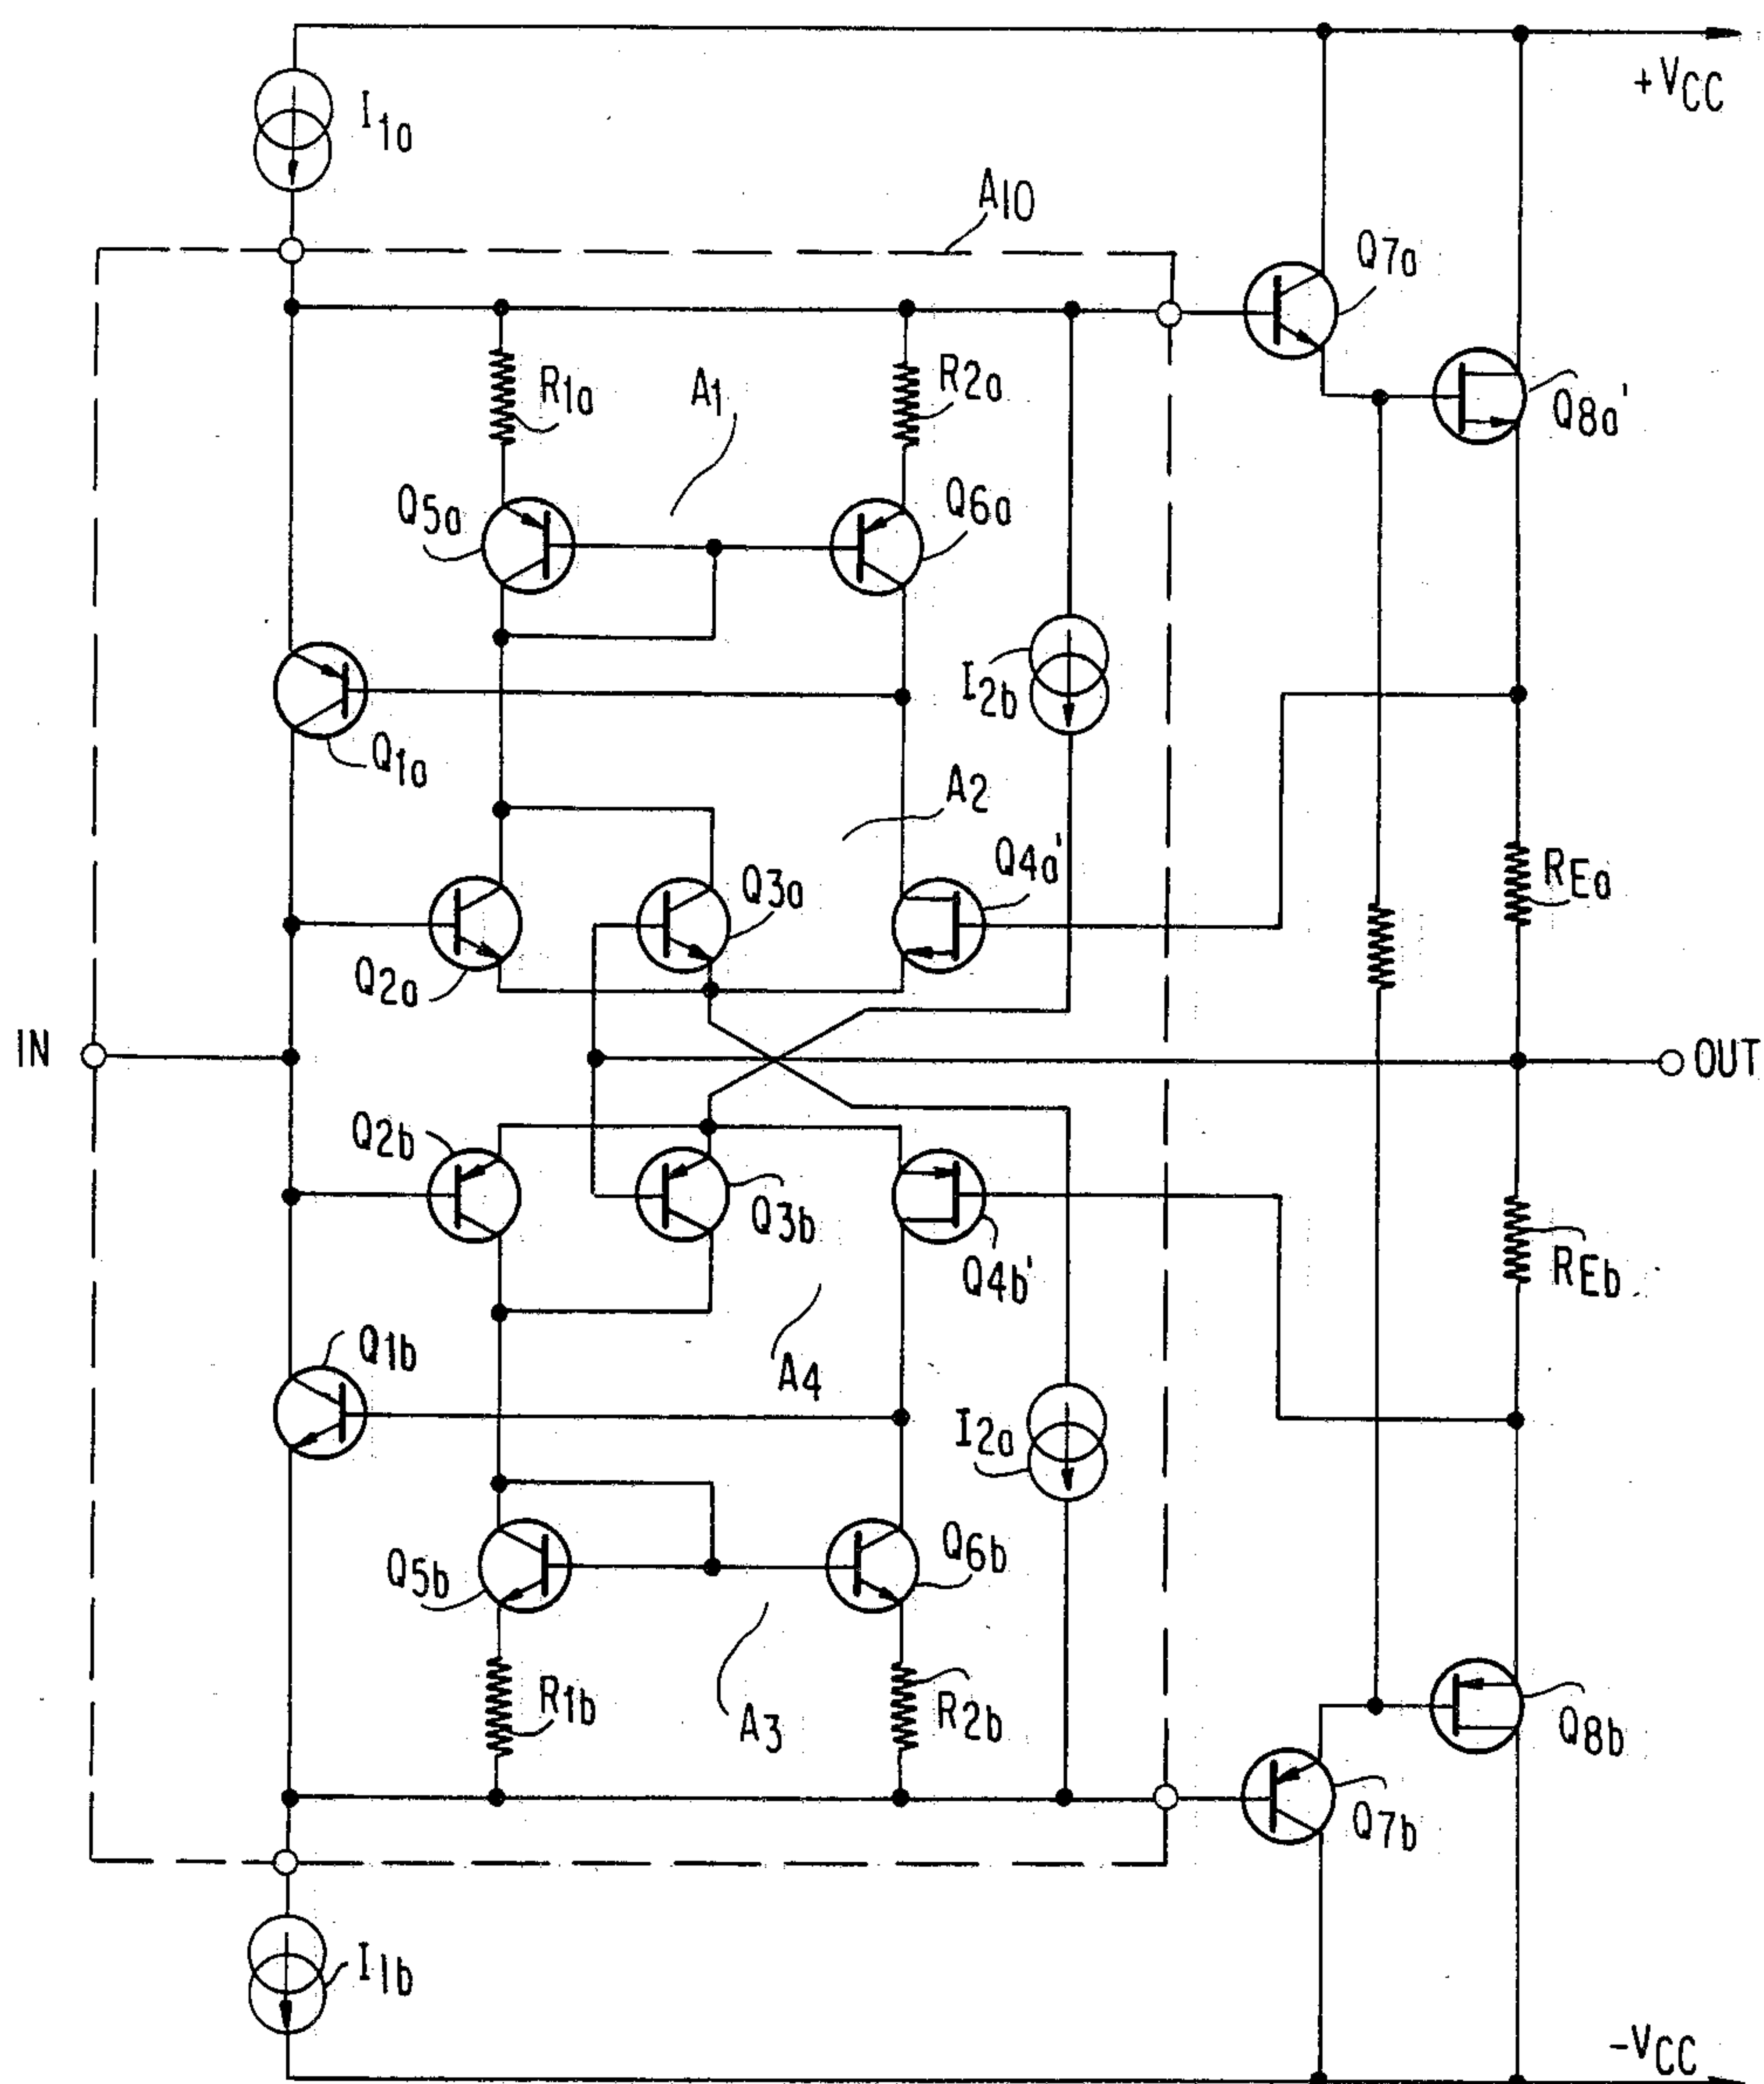 +VCC
I1a
A10
Q7a
R1a
A1
R2a
Q8a'
Q5a
Q6a
I2b
Q1a
A2
Q4a'
REa
Q3a
Q2a
IN
OUT
Q2b
Q3b
Q4b'
REb
Q1b
A4
I2a
Q5b
Q6b
R1b
A3
R2b
Q8b
Q7b
I1b
-VCC